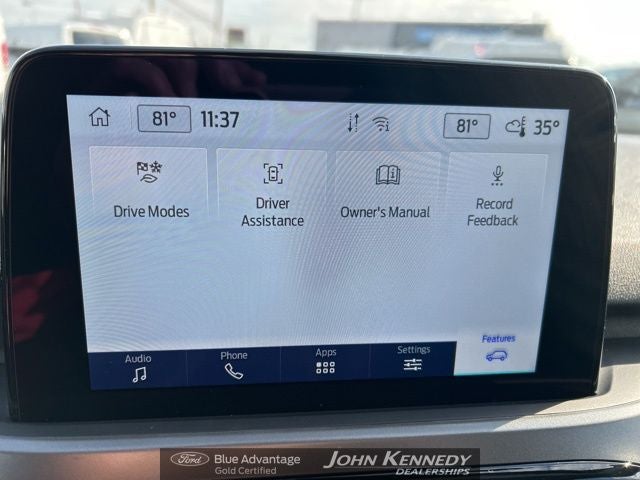 81° 11:37 81° 35°
Drive Modes
Driver
Assistance
Owner's Manual
Record
Feedback
Audio
Phone
Apps
Settings
Features
Ford Blue Advantage
Gold Certified
JOHN KENNEDY
DEALERSHIPS